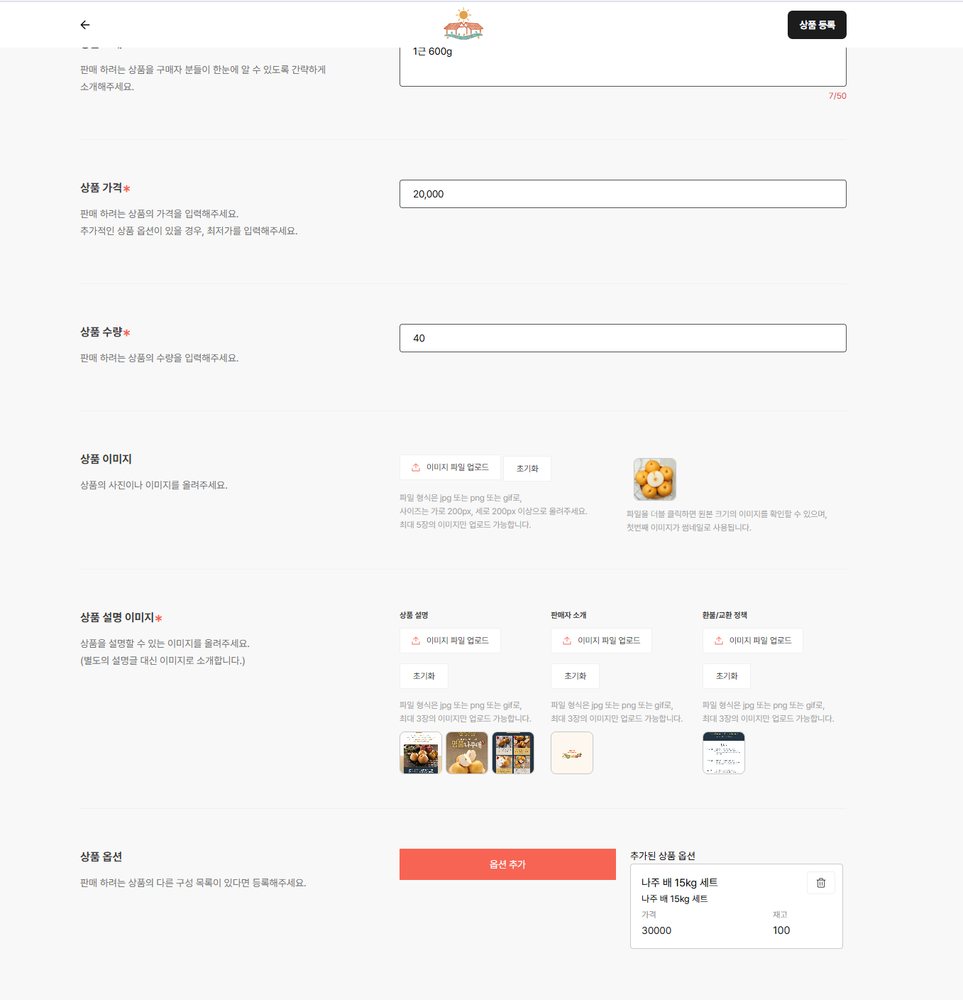 상품 등록
1근 600g
판매 하려는 상품을 구매자 분들이 한눈에 알 수 있도록 간략하게
소개해주세요.
7/50
상품 가격*
20,000
판매 하려는 상품의 가격을 입력해주세요.
추가적인 상품 옵션이 있을 경우, 최저가를 입력해주세요.
상품 수량*
40
판매 하려는 상품의 수량을 입력해주세요.
상품 이미지
상품의 사진이나 이미지를 올려주세요.
이미지 파일 업로드
초기화
파일 형식은 jpg 또는 png 또는 gif로,
사이즈는 가로 200px, 세로 200px 이상으로 올려주세요.
최대 5장의 이미지만 업로드 가능합니다.
파일을 더블 클릭하면 원본 크기의 이미지를 확인할 수 있으며,
첫번째 이미지가 썸네일로 사용됩니다.
상품 설명 이미지*
상품을 설명할 수 있는 이미지를 올려주세요.
(별도의 설명글 대신 이미지로 소개합니다.)
상품 설명
이미지 파일 업로드
초기화
파일 형식은 jpg 또는 png 또는 gif로,
최대 3장의 이미지만 업로드 가능합니다.
명품나주배
판매자 소개
이미지 파일 업로드
초기화
파일 형식은 jpg 또는 png 또는 gif로,
최대 3장의 이미지만 업로드 가능합니다.
환불/교환 정책
이미지 파일 업로드
초기화
파일 형식은 jpg 또는 png 또는 gif로,
최대 3장의 이미지만 업로드 가능합니다.
상품 옵션
판매 하려는 상품의 다른 구성 목록이 있다면 등록해주세요.
옵션 추가
추가된 상품 옵션
나주 배 15kg 세트
나주 배 15kg 세트
가격
재고
30000
100